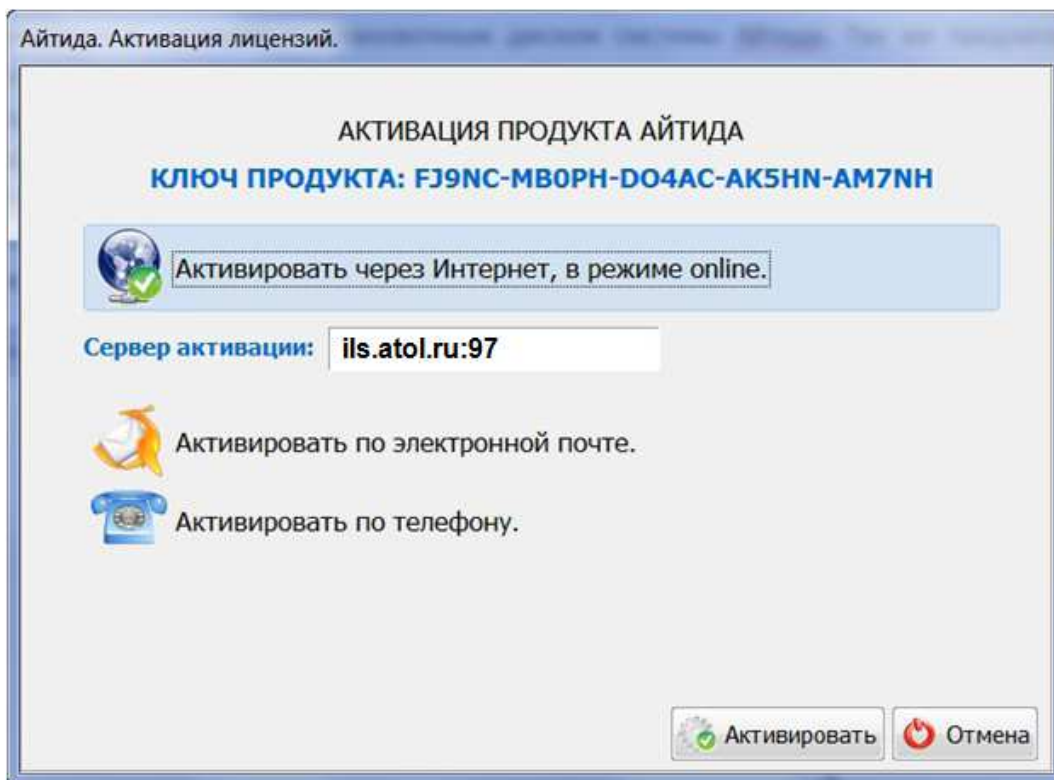 Айтида. Активация лицензий.
АКТИВАЦИЯ ПРОДУКТА АЙТИДА
КЛЮЧ ПРОДУКТА: FJ9NC-MB0PH-DO4AC-AK5HN-AM7NH
Активировать через Интернет, в режиме online.
Сервер активации: ils.atol.ru:97
Активировать по электронной почте.
Активировать по телефону.
Активировать Отмена